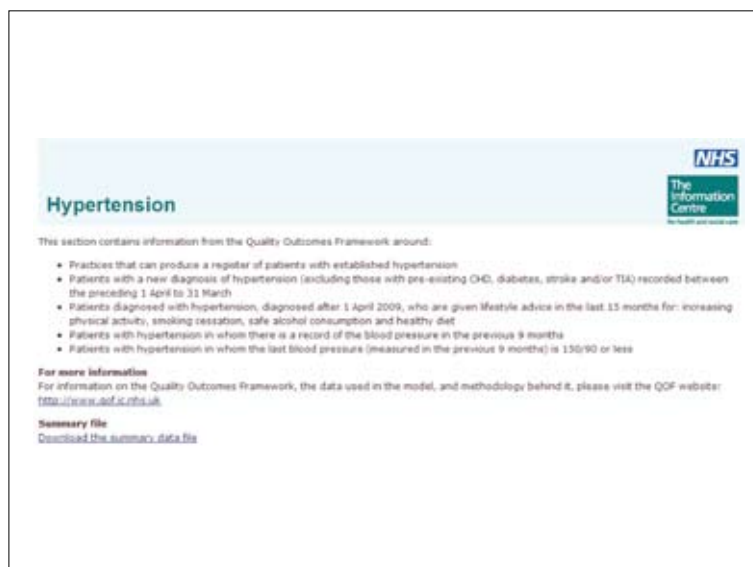 NHS
The
Information
Centre
for health and social care
Hypertension
This section contains information from the Quality Outcomes Framework around:
Practices that can produce a register of patients with established hypertension
Patients with a new diagnosis of hypertension (excluding those with pre-existing CHD, diabetes, stroke and/or TIA) recorded between
the preceding 1 April to 31 March
Patients diagnosed with hypertension, diagnosed after 1 April 2009, who are given lifestyle advice in the last 15 months for: increasing
physical activity, smoking cessation, safe alcohol consumption and healthy diet
Patients with hypertension in whom there is a record of the blood pressure in the previous 9 months
Patients with hypertension in whom the last blood pressure (measured in the previous 9 months) is 150/90 or less
For more information
For information on the Quality Outcomes Framework, the data used in the model, and methodology behind it, please visit the QOF website:
http://www.qof.ic.nhs.uk
Summary file
Download the summary data file